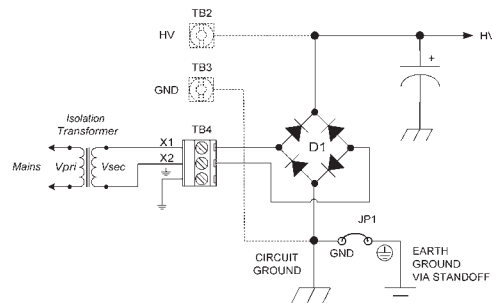 TB2
HV
HV
+
TB3
GND
Isolation
Transformer
TB4
X1
X2
Mains
Vpri
Vsec
D1
JP1
GND
CIRCUIT
GROUND
EARTH
GROUND
VIA STANDOFF